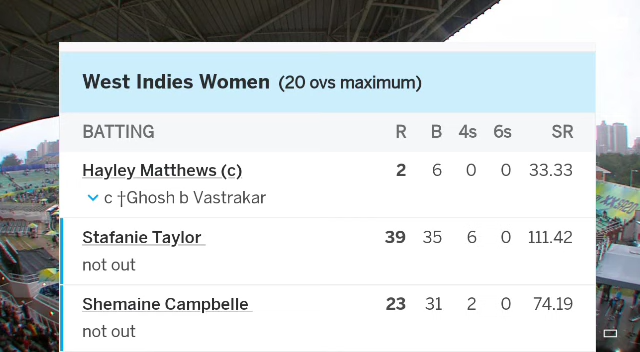 West Indies Women (20 ovs maximum)
BATTING R B 4s 6s SR
Hayley Matthews (c) 2 6 0 0 33.33
c †Ghosh b Vastrakar
Stafanie Taylor 39 35 6 0 111.42
not out
Shemaine Campbelle 23 31 2 0 74.19
not out